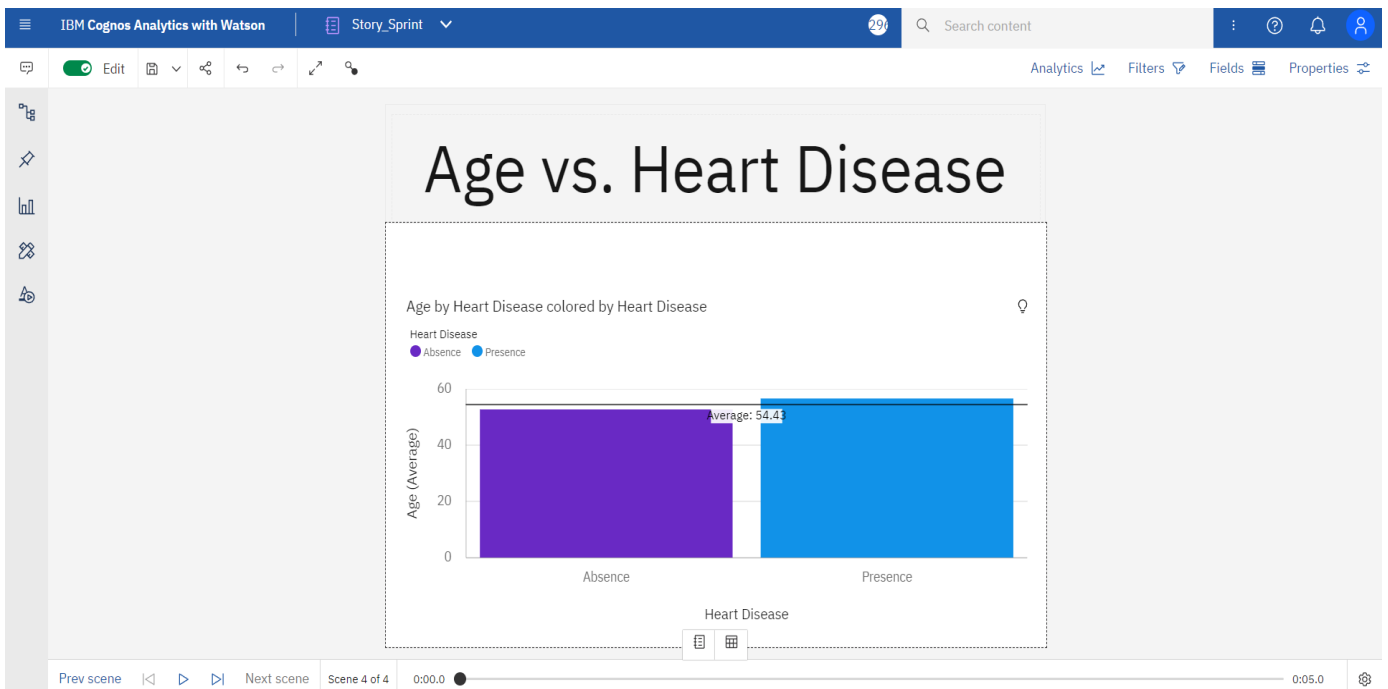 IBM Cognos Analytics with Watson
Story_Sprint
Search content
Edit
Analytics
Filters
Fields
Properties
Age vs. Heart Disease
Age by Heart Disease colored by Heart Disease
Heart Disease
Absence Presence
60
Average: 54.43
40
20
0
Age (Average)
Absence Presence
Heart Disease
Prev scene
Next scene
Scene 4 of 4
0:00.0
0:05.0